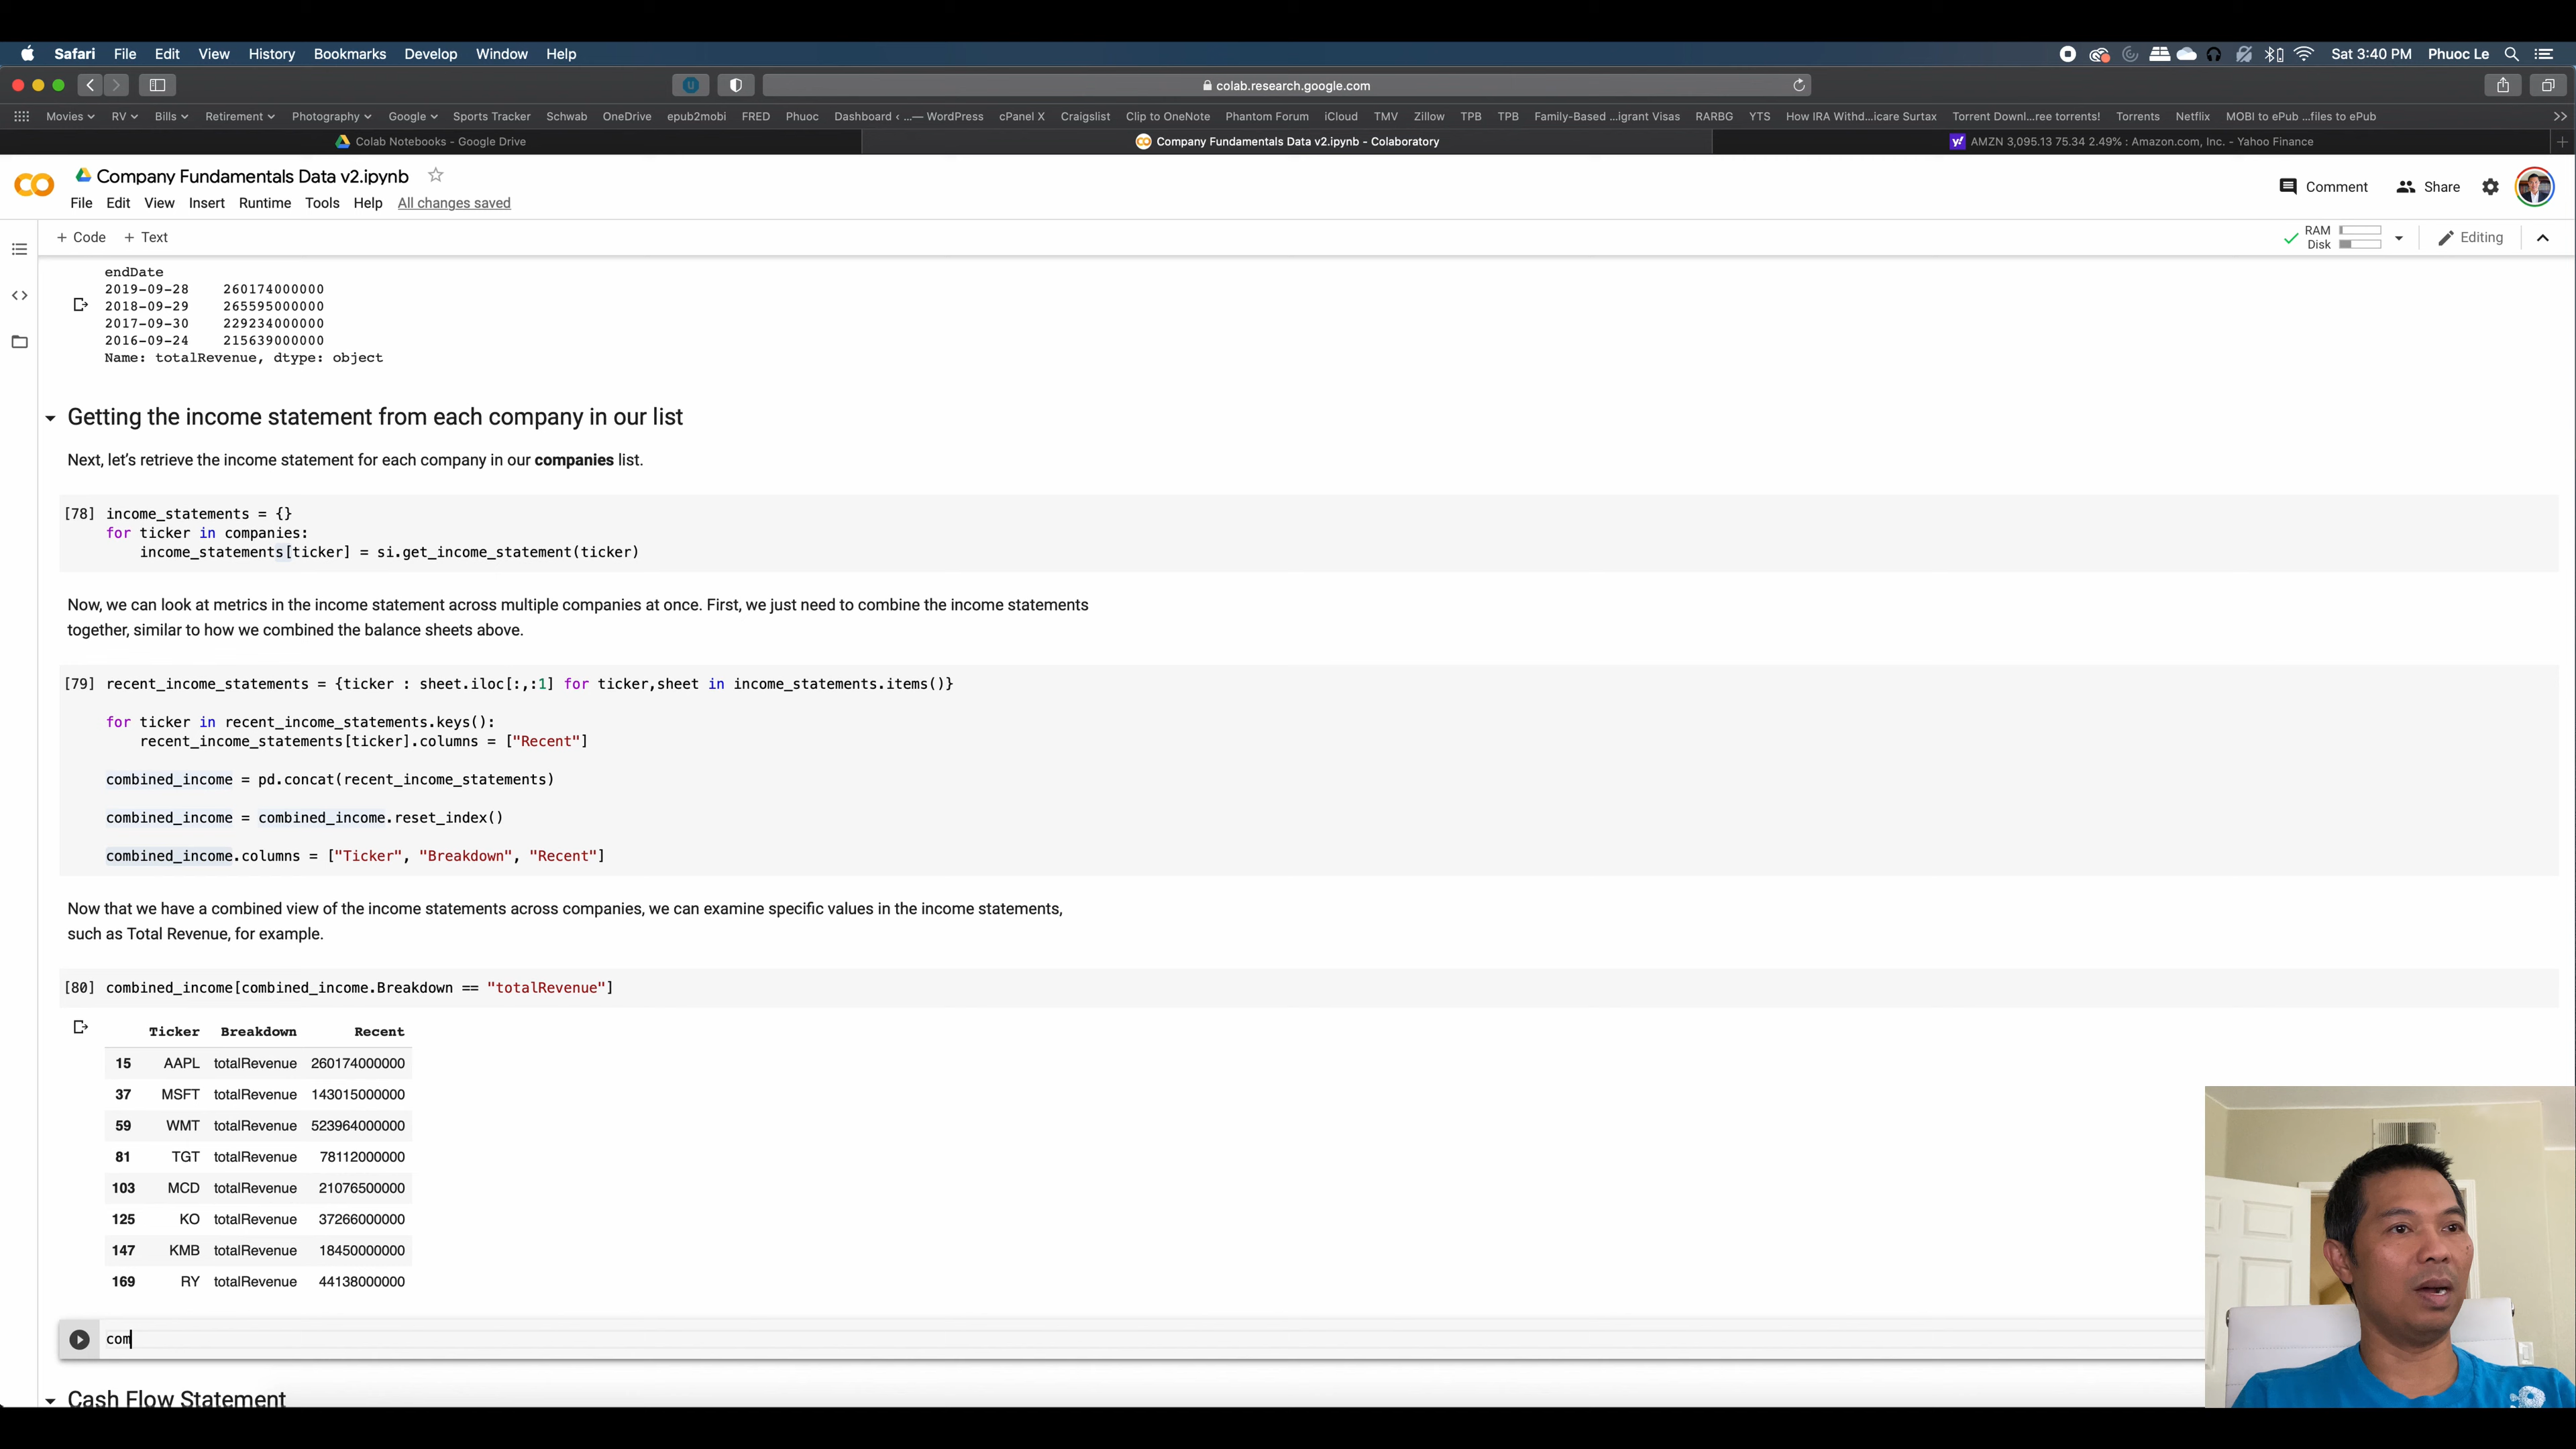 Safari File Edit View History Bookmarks Develop Window Help Sat 3:40 PM Phuoc Le
colab.research.google.com
Movies RV Bills Retirement Photography Google Sports Tracker Schwab OneDrive epub2mobi FRED Phuoc Dashboard ‹ ...— WordPress cPanel X Craigslist Clip to OneNote Phantom Forum iCloud TMV Zillow TPB TPB Family-Based ...igrant Visas RARBG YTS How IRA Withd...icare Surtax Torrent Downl...ree torrents! Torrents Netflix MOBI to ePub ...files to ePub >>
Colab Notebooks - Google Drive Company Fundamentals Data v2.ipynb - Colaboratory AMZN 3,095.13 75.34 2.49% : Amazon.com, Inc. - Yahoo Finance
Company Fundamentals Data v2.ipynb
Comment Share
File Edit View Insert Runtime Tools Help All changes saved
+ Code + Text RAM Disk Editing
endDate
2019-09-28 260174000000
2018-09-29 265595000000
2017-09-30 229234000000
2016-09-24 215639000000
Name: totalRevenue, dtype: object
Getting the income statement from each company in our list
Next, let's retrieve the income statement for each company in our companies list.
[78] income_statements = {}
for ticker in companies:
income_statements[ticker] = si.get_income_statement(ticker)
Now, we can look at metrics in the income statement across multiple companies at once. First, we just need to combine the income statements
together, similar to how we combined the balance sheets above.
[79] recent_income_statements = {ticker : sheet.iloc[:,:1] for ticker,sheet in income_statements.items()}
for ticker in recent_income_statements.keys():
recent_income_statements[ticker].columns = ["Recent"]
combined_income = pd.concat(recent_income_statements)
combined_income = combined_income.reset_index()
combined_income.columns = ["Ticker", "Breakdown", "Recent"]
Now that we have a combined view of the income statements across companies, we can examine specific values in the income statements,
such as Total Revenue, for example.
[80] combined_income[combined_income.Breakdown == "totalRevenue"]
Ticker Breakdown Recent
15 AAPL totalRevenue 260174000000
37 MSFT totalRevenue 143015000000
59 WMT totalRevenue 523964000000
81 TGT totalRevenue 78112000000
103 MCD totalRevenue 21076500000
125 KO totalRevenue 37266000000
147 KMB totalRevenue 18450000000
169 RY totalRevenue 44138000000
com
Cash Flow Statement